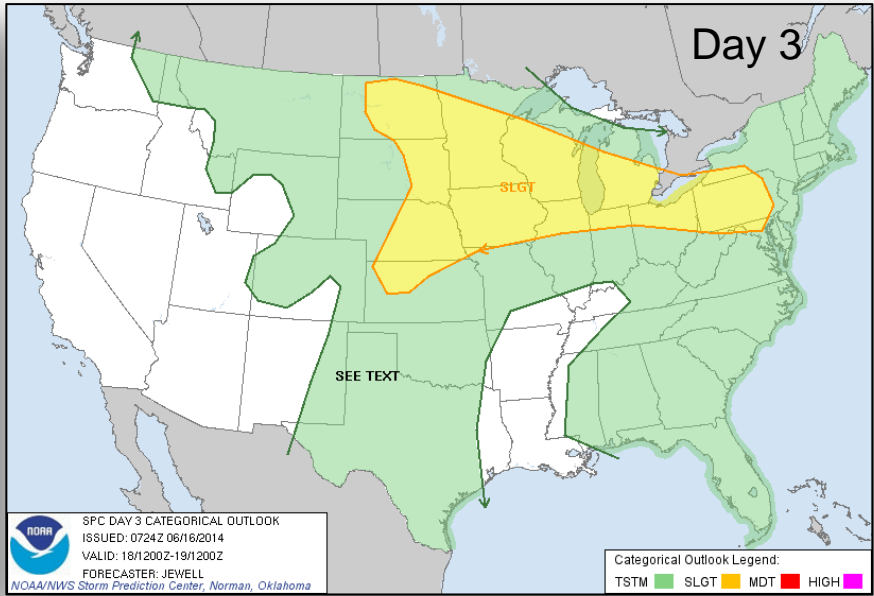 Day 3
SLGT
SEE TEXT
NOAA
SPC DAY 3 CATEGORICAL OUTLOOK
ISSUED: 0724Z 06/16/2014
VALID: 18/1200Z-19/1200Z
FORECASTER: JEWELL
NOAA/NWS Storm Prediction Center, Norman, Oklahoma
Categorical Outlook Legend:
TSTM SLGT MDT HIGH